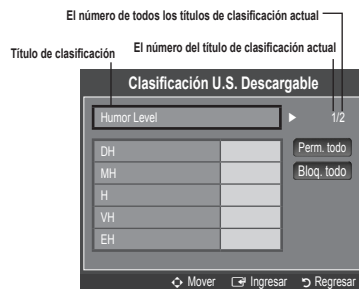 El número de todos los títulos de clasificación actual
El número del título de clasificación actual
Título de clasificación
Clasificación U.S. Descargable
Humor Level ► 1/2
DH
Perm. todo
MH
Bloq. todo
H
VH
EH
Mover Ingresar Regresar